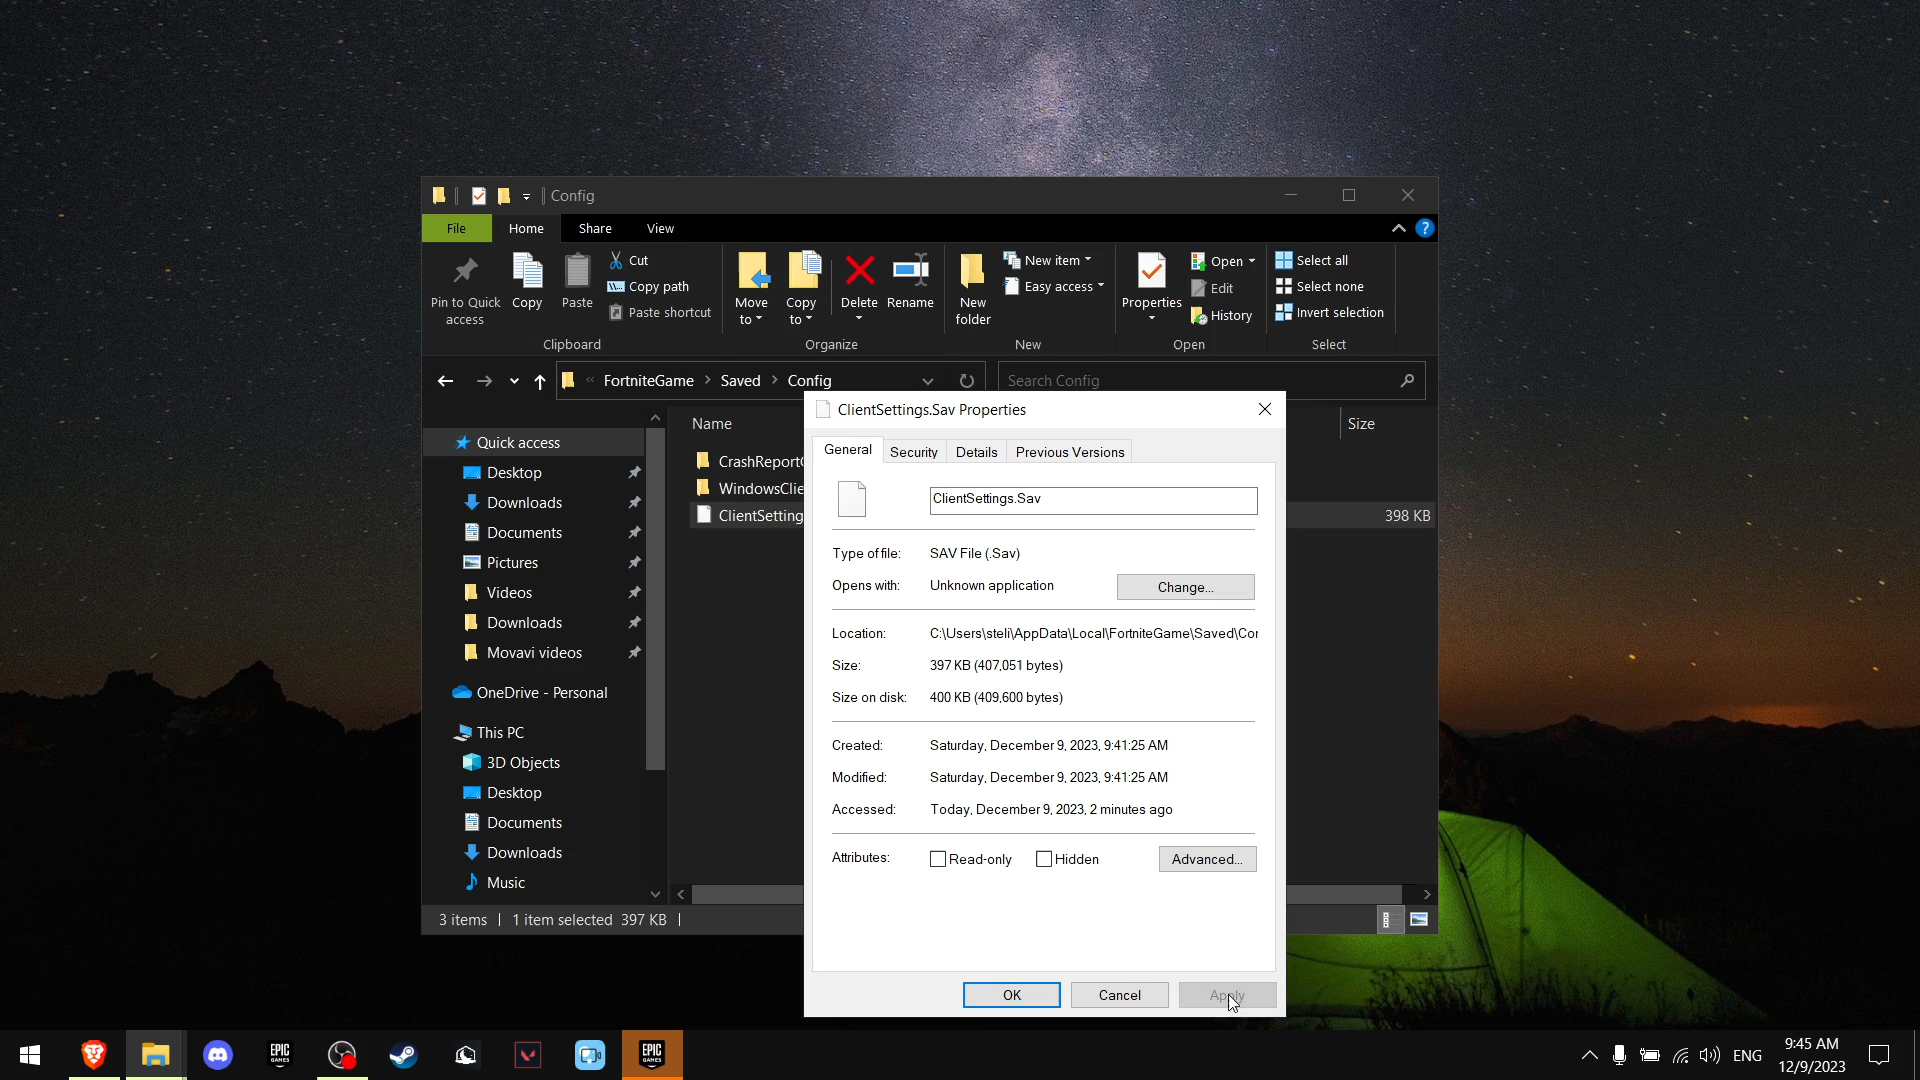 Config
File
Home
Share
View
Pin to Quick access
Copy
Paste
Cut
Copy path
Paste shortcut
Clipboard
Move to
Copy to
Delete
Rename
Organize
New folder
New item
Easy access
New
Properties
Open
Edit
History
Open
Select all
Select none
Invert selection
Select
« FortniteGame > Saved > Config
Search Config
Quick access
Desktop
Downloads
Documents
Pictures
Videos
Downloads
Movavi videos
OneDrive - Personal
This PC
3D Objects
Desktop
Documents
Downloads
Music
Name
Size
CrashReport
WindowsClie
ClientSetting
398 KB
3 items
1 item selected 397 KB
ClientSettings.Sav Properties
General
Security
Details
Previous Versions
ClientSettings.Sav
Type of file: SAV File (.Sav)
Opens with: Unknown application
Change...
Location: C:\Users\steli\AppData\Local\FortniteGame\Saved\Cor
Size: 397 KB (407,051 bytes)
Size on disk: 400 KB (409,600 bytes)
Created: Saturday, December 9, 2023, 9:41:25 AM
Modified: Saturday, December 9, 2023, 9:41:25 AM
Accessed: Today, December 9, 2023, 2 minutes ago
Attributes: Read-only Hidden
Advanced...
OK
Cancel
Apply
EPIC GAMES
EPIC GAMES
ENG
9:45 AM
12/9/2023